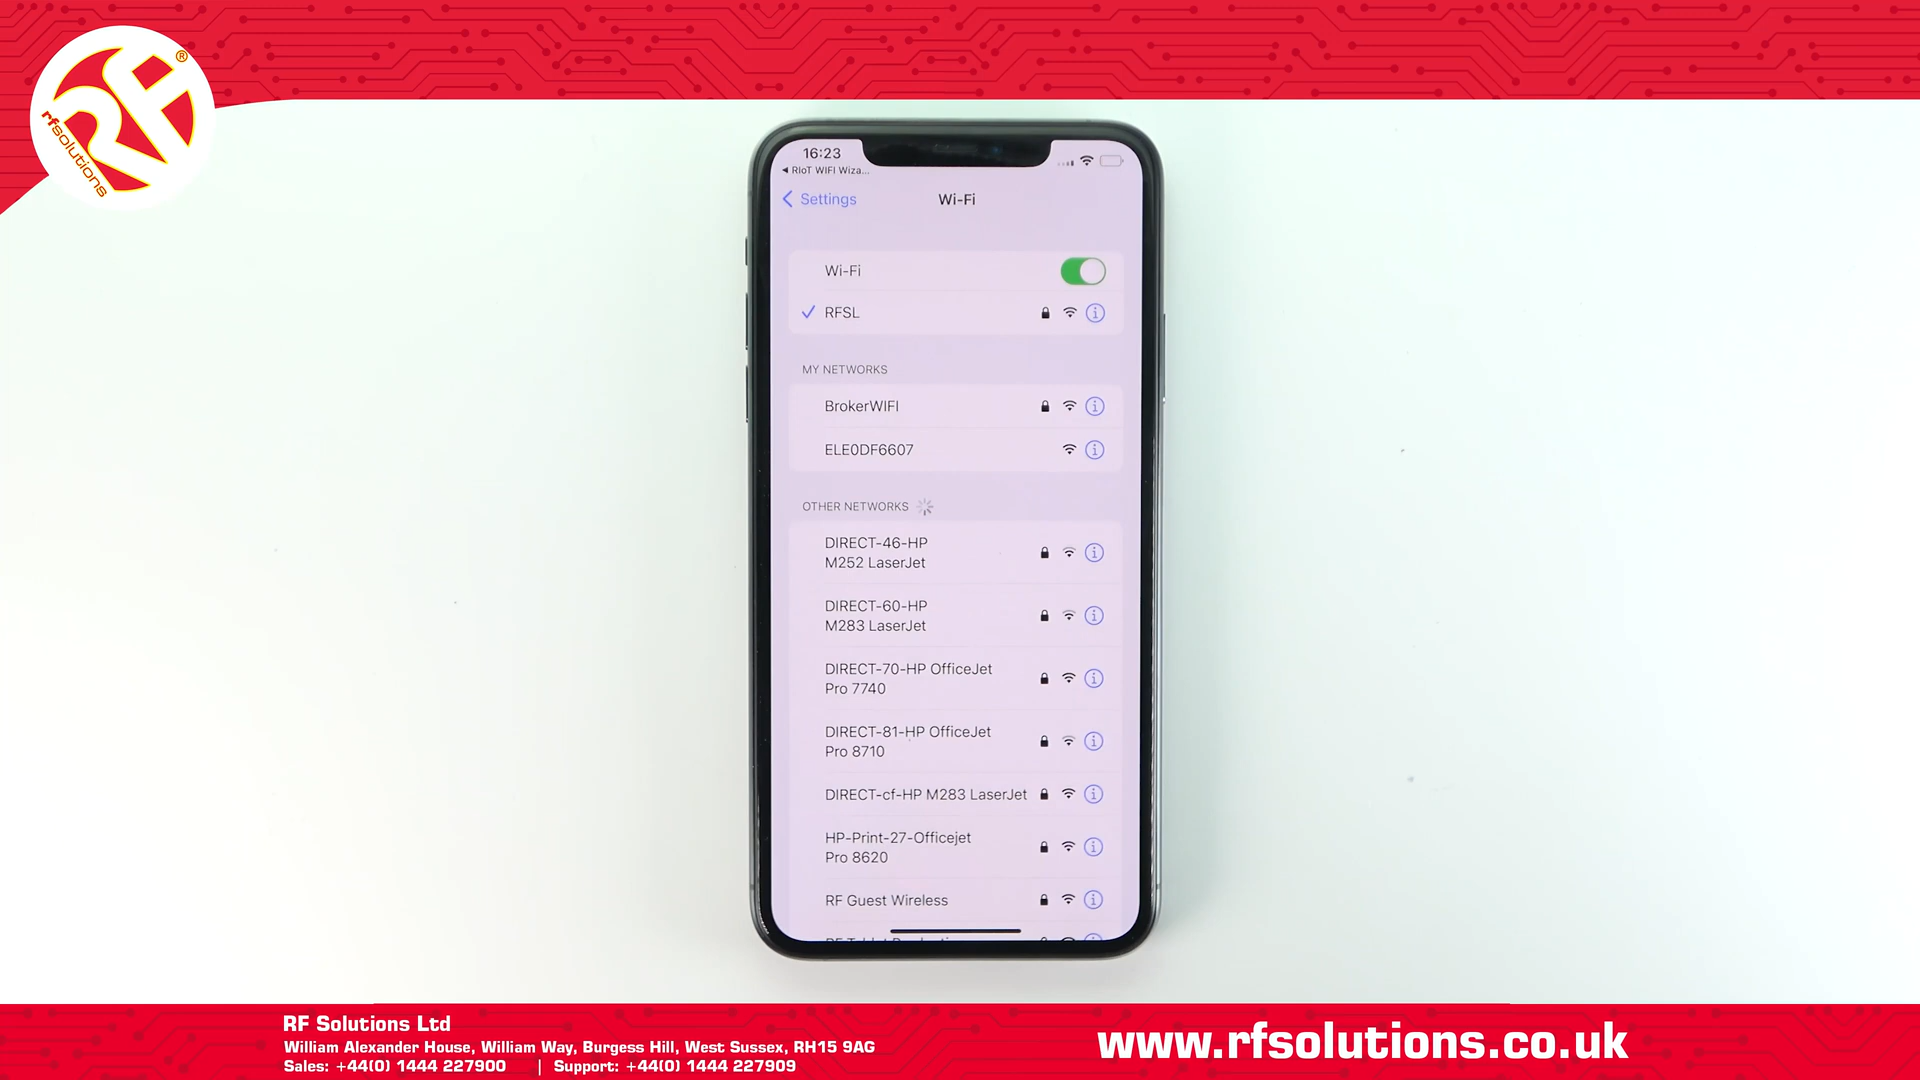 RF
®
rfsolutions
16:23
RIoT WIFI Wiza...
Settings
Wi-Fi
Wi-Fi
RFSL
MY NETWORKS
BrokerWIFI
ELE0DF6607
OTHER NETWORKS
DIRECT-46-HP
M252 LaserJet
DIRECT-60-HP
M283 LaserJet
DIRECT-70-HP OfficeJet
Pro 7740
DIRECT-81-HP OfficeJet
Pro 8710
DIRECT-cf-HP M283 LaserJet
HP-Print-27-Officejet
Pro 8620
RF Guest Wireless
RF Solutions Ltd
William Alexander House, William Way, Burgess Hill, West Sussex, RH15 9AG
Sales: +44(0) 1444 227900 | Support: +44(0) 1444 227909
www.rfsolutions.co.uk